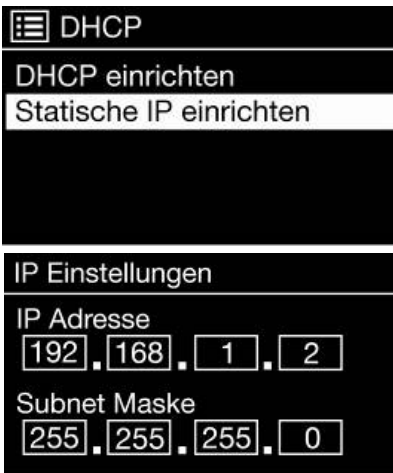 DHCP
DHCP einrichten
Statische IP einrichten
IP Einstellungen
IP Adresse
192.168.1.2
Subnet Maske
255.255.255.0